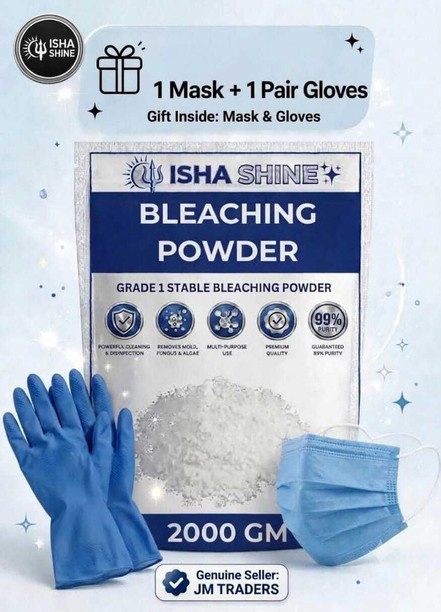 ISHA
SHINE
1 Mask + 1 Pair Gloves
Gift Inside: Mask & Gloves
ISHA SHINE
BLEACHING
POWDER
GRADE 1 STABLE BLEACHING POWDER
99%
PURITY
POWERFUL CLEANING
& DISINFECTION
REMOVES MOLD,
FUNGUS & ALGAE
MULTI-PURPOSE
USE
PREMIUM
QUALITY
GUARANTEED
99% PURITY
2000 GM
Genuine Seller:
JM TRADERS